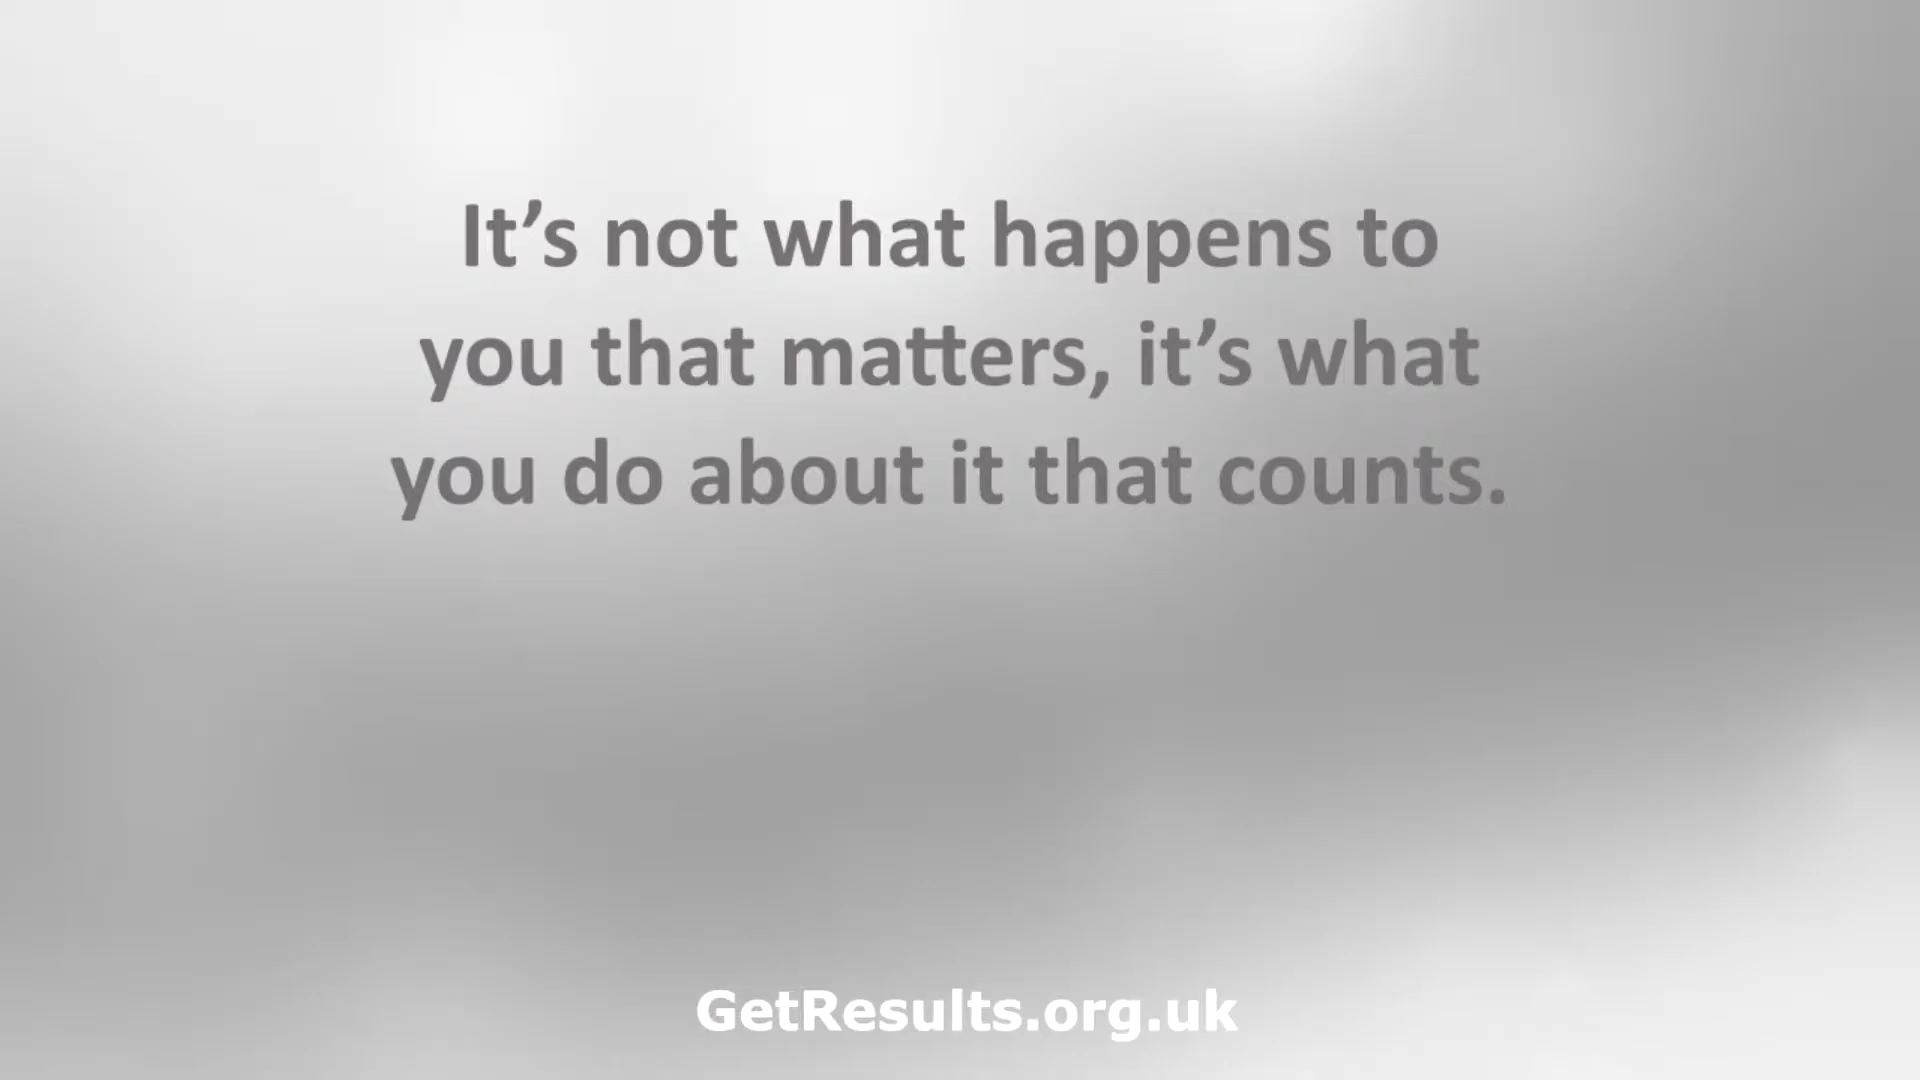 It’s not what happens to
you that matters, it’s what
you do about it that counts.
GetResults.org.uk